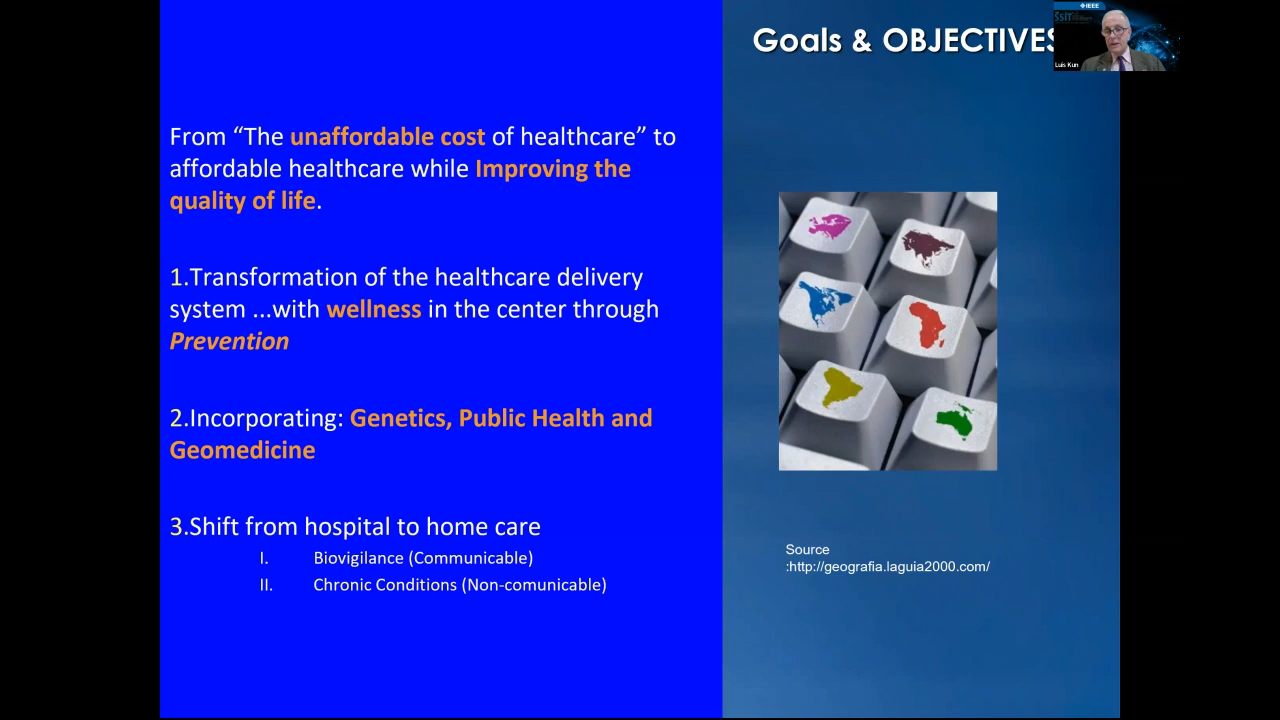 Goals & OBJECTIVES
IEEE
SSIT
Luis Kun
From “The unaffordable cost of healthcare” to
affordable healthcare while Improving the
quality of life.
1.Transformation of the healthcare delivery
system ...with wellness in the center through
Prevention
2.Incorporating: Genetics, Public Health and
Geomedicine
3.Shift from hospital to home care
I. Biovigilance (Communicable)
II. Chronic Conditions (Non-comunicable)
Source
:http://geografia.laguia2000.com/